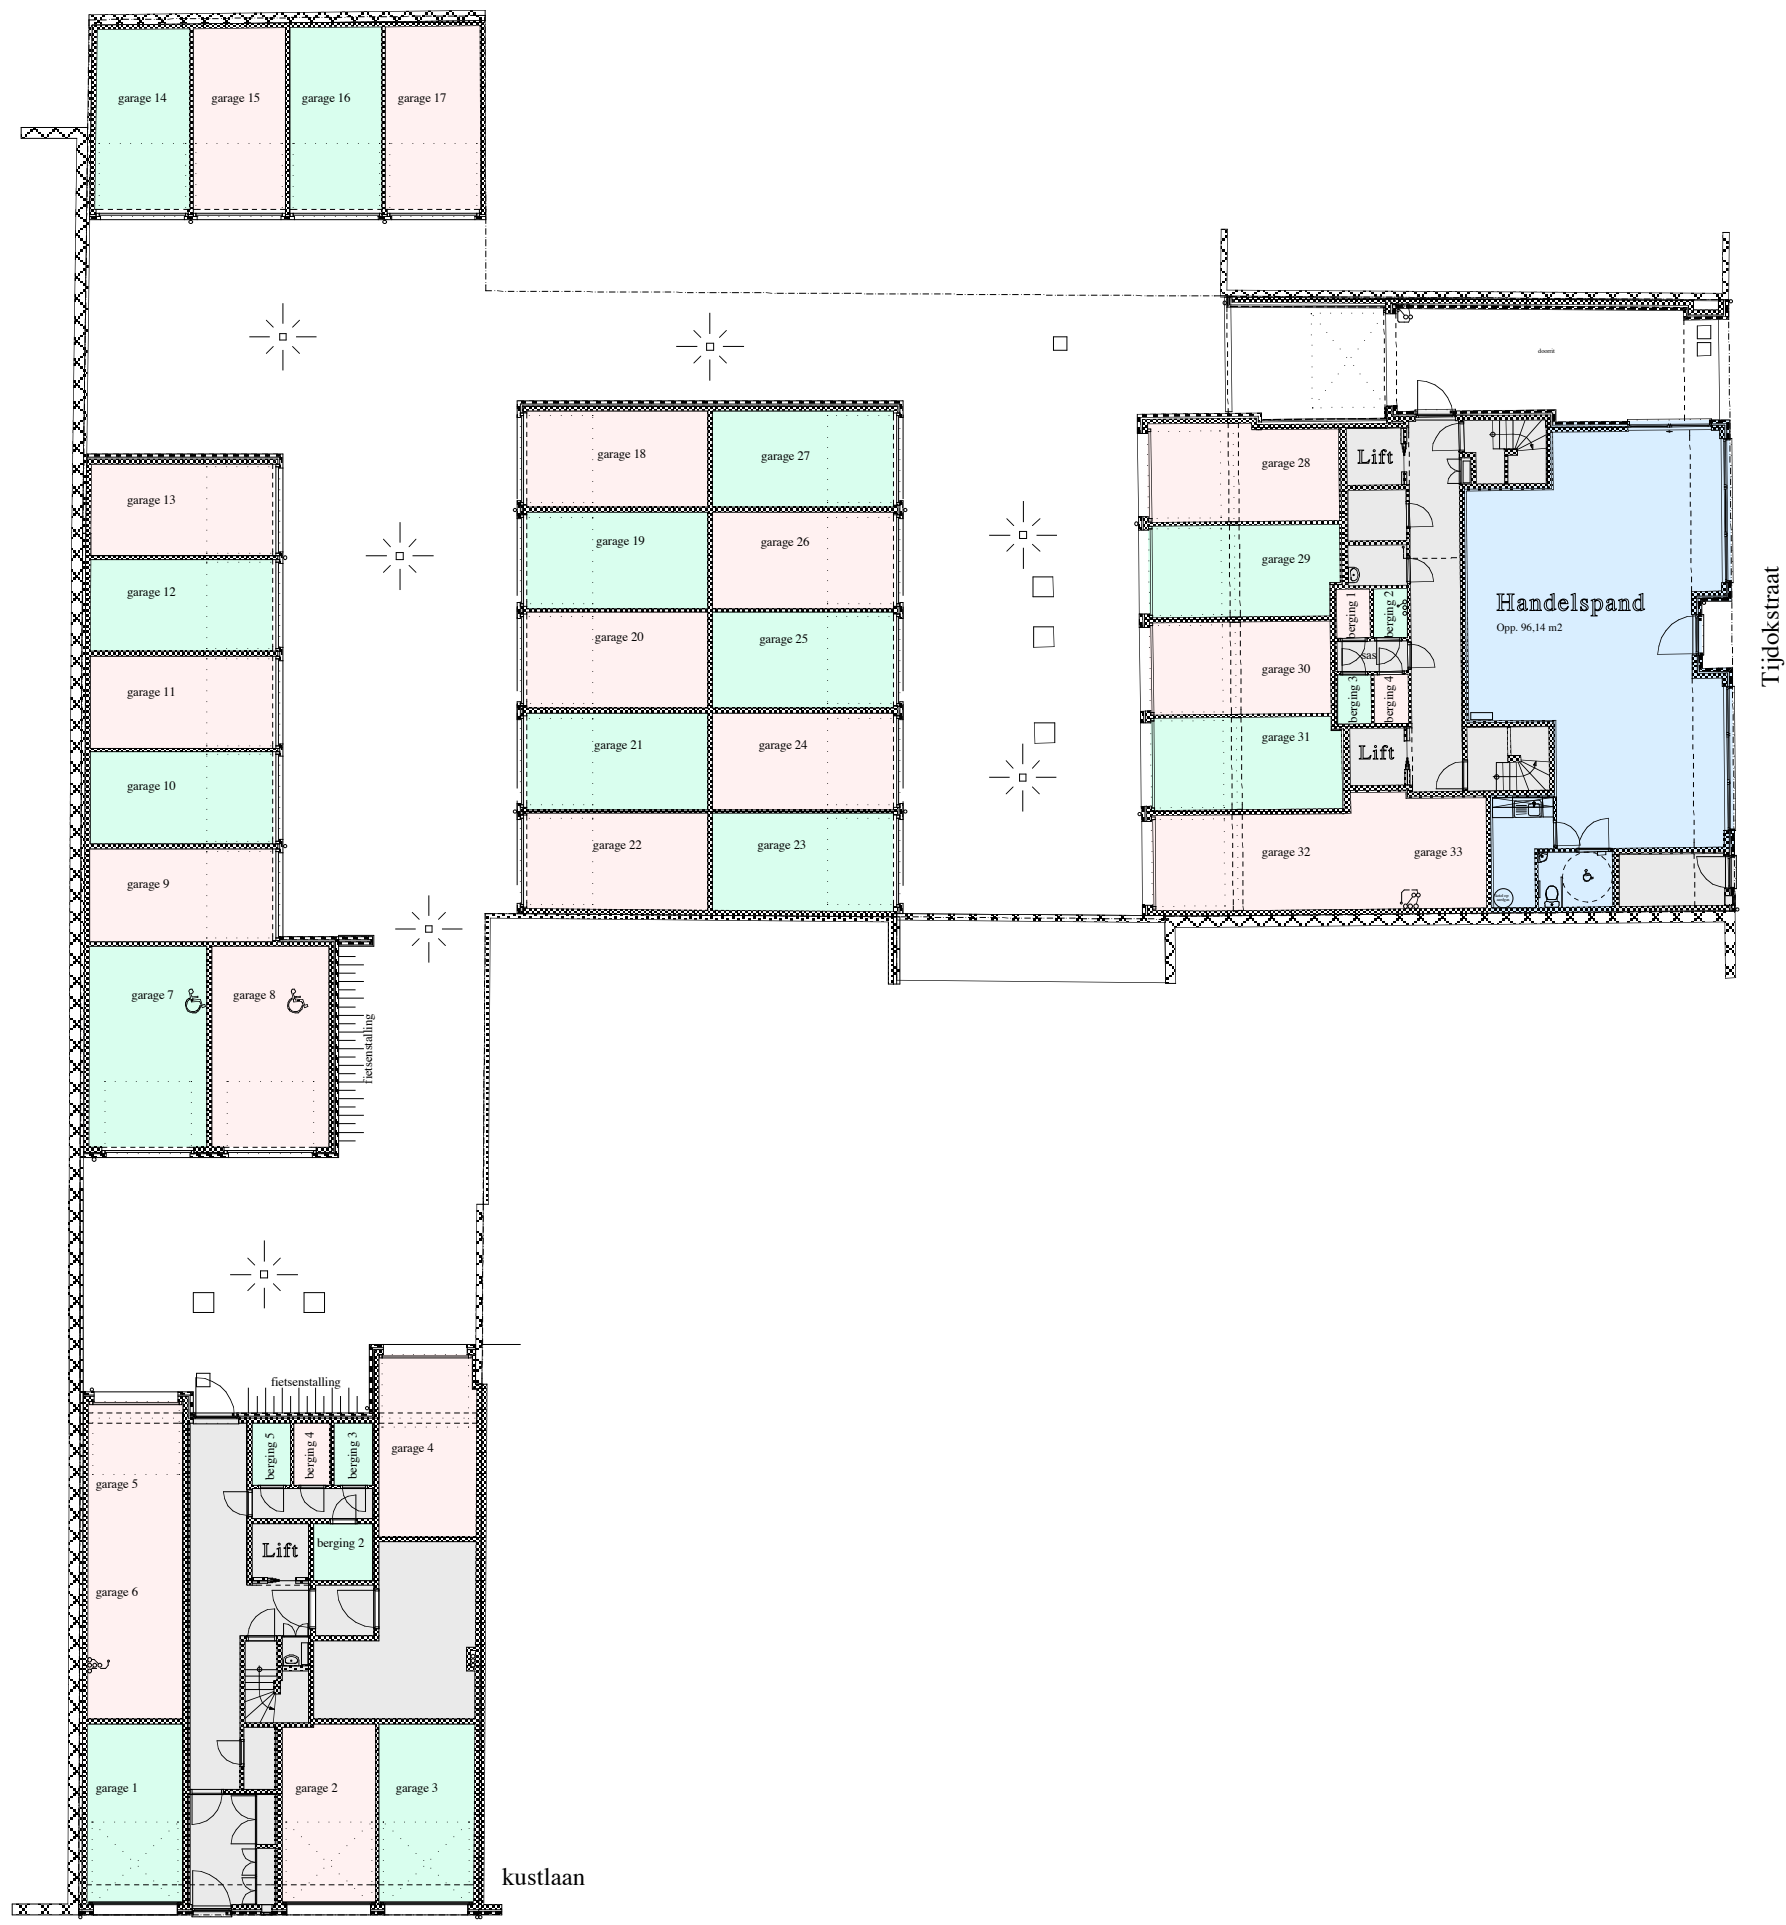 garage 14
garage 15
garage 16
garage 17
doorrit
garage 18
garage 27
garage 28
Lift
garage 13
garage 19
garage 26
garage 29
garage 12
berging 1
berging 2
Handelspand
Opp. 96,14 m2
Tijdokstraat
garage 20
garage 25
sas
garage 30
garage 11
berging 3
berging 4
garage 21
garage 24
garage 31
Lift
garage 10
garage 22
garage 23
garage 32
garage 33
garage 9
garage 7
garage 8
fietsenstalling
fietsenstalling
berging 5
berging 4
berging 3
garage 4
garage 5
Lift
berging 2
garage 6
garage 1
garage 2
garage 3
kustlaan